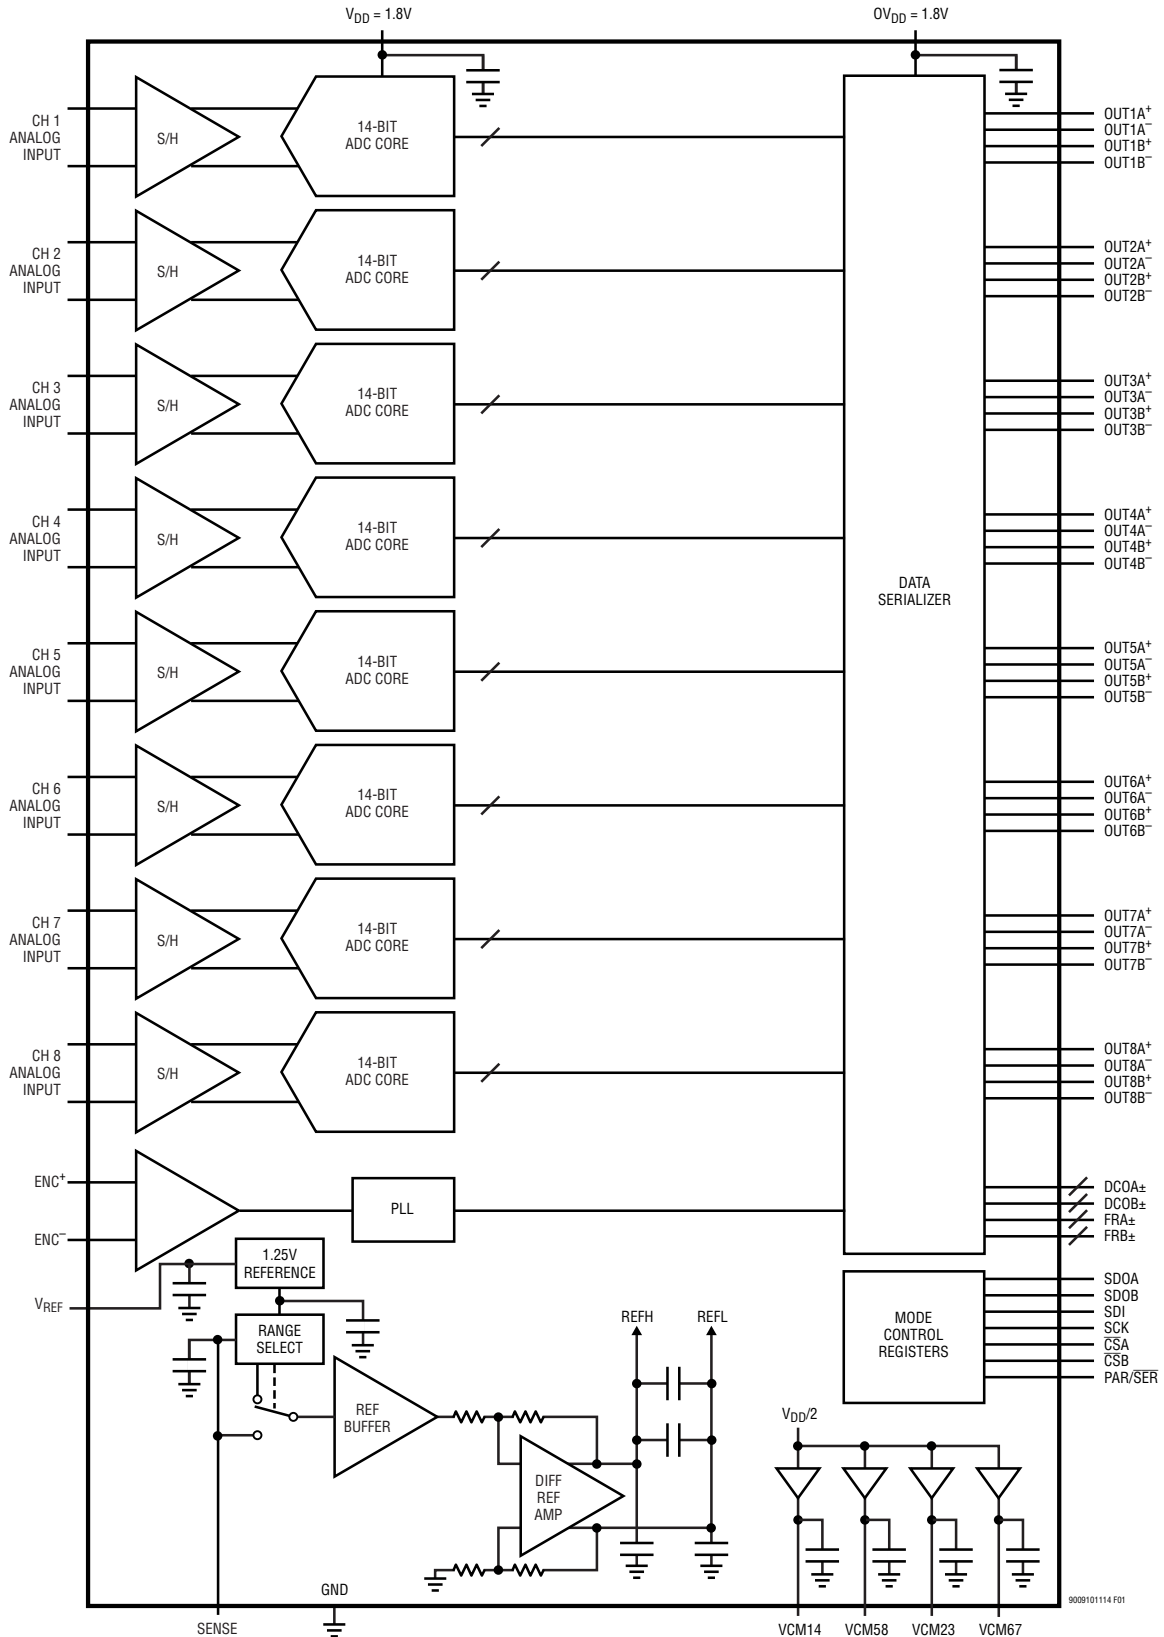 V_DD = 1.8V
OV_DD = 1.8V
CH 1
ANALOG
INPUT
S/H
14-BIT
ADC CORE
OUT1A⁺
OUT1A⁻
OUT1B⁺
OUT1B⁻
CH 2
ANALOG
INPUT
S/H
14-BIT
ADC CORE
OUT2A⁺
OUT2A⁻
OUT2B⁺
OUT2B⁻
CH 3
ANALOG
INPUT
S/H
14-BIT
ADC CORE
OUT3A⁺
OUT3A⁻
OUT3B⁺
OUT3B⁻
CH 4
ANALOG
INPUT
S/H
14-BIT
ADC CORE
OUT4A⁺
OUT4A⁻
OUT4B⁺
OUT4B⁻
DATA
SERIALIZER
CH 5
ANALOG
INPUT
S/H
14-BIT
ADC CORE
OUT5A⁺
OUT5A⁻
OUT5B⁺
OUT5B⁻
CH 6
ANALOG
INPUT
S/H
14-BIT
ADC CORE
OUT6A⁺
OUT6A⁻
OUT6B⁺
OUT6B⁻
CH 7
ANALOG
INPUT
S/H
14-BIT
ADC CORE
OUT7A⁺
OUT7A⁻
OUT7B⁺
OUT7B⁻
CH 8
ANALOG
INPUT
S/H
14-BIT
ADC CORE
OUT8A⁺
OUT8A⁻
OUT8B⁺
OUT8B⁻
ENC⁺
ENC⁻
PLL
DCOA±
DCOB±
FRA±
FRB±
1.25V
REFERENCE
V_REF
RANGE
SELECT
REFH
REFL
MODE
CONTROL
REGISTERS
SDOA
SDOB
SDI
SCK
C̅S̅A
C̅S̅B
PAR/S̅E̅R̅
REF
BUFFER
DIFF
REF
AMP
V_DD/2
GND
SENSE
VCM14
VCM58
VCM23
VCM67
9009101114 F01